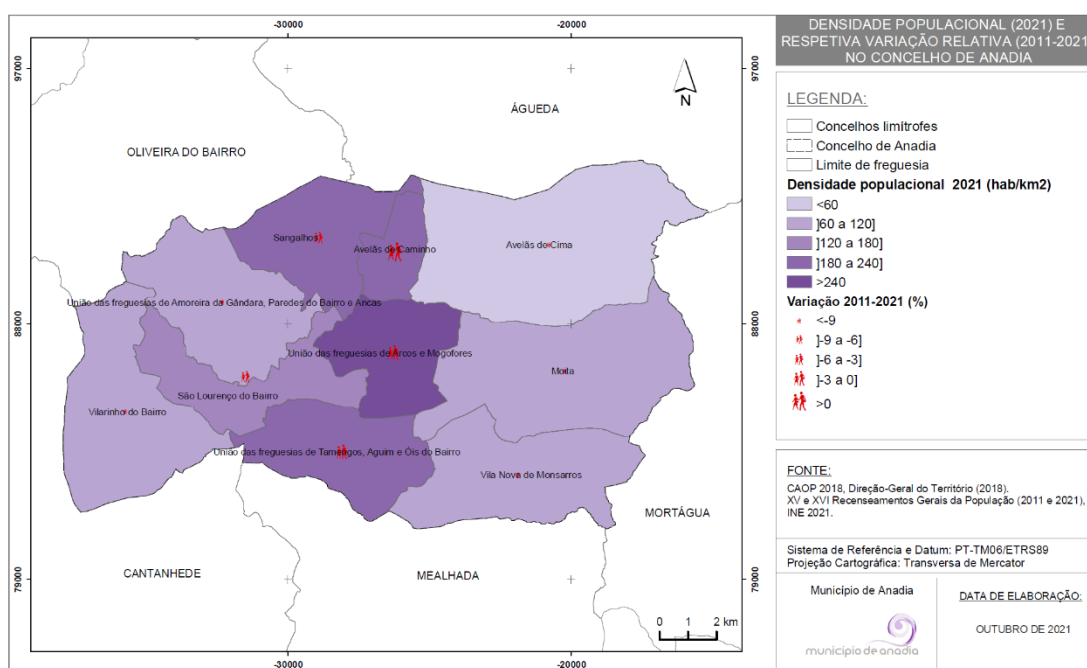 -30000
-20000
DENSIDADE POPULACIONAL (2021) E
RESPETIVA VARIAÇÃO RELATIVA (2011-2021
NO CONCELHO DE ANADIA
97000
97000
N
ÁGUEDA
OLIVEIRA DO BAIRRO
Sangalhos
Avelãs de Caminho
Avelãs de Cima
União das freguesias de Amoreira da Gândara, Paredes do Bairro e Ancas
88000
88000
União das freguesias de Arcos e Mogofores
Moita
São Lourenço do Bairro
Vilarinho do Bairro
União das freguesias de Tamengos, Aguim e Óis do Bairro
Vila Nova de Monsarros
MORTÁGUA
CANTANHEDE
MEALHADA
79000
79000
0 1 2 km
-30000
-20000
LEGENDA:
Concelhos limítrofes
Concelho de Anadia
Limite de freguesia
Densidade populacional 2021 (hab/km2)
<60
]60 a 120]
]120 a 180]
]180 a 240]
>240
Variação 2011-2021 (%)
<-9
]-9 a -6]
]-6 a -3]
]-3 a 0]
>0
FONTE:
CAOP 2018, Direção-Geral do Território (2018).
XV e XVI Recenseamentos Gerais da População (2011 e 2021),
INE 2021.
Sistema de Referência e Datum: PT-TM06/ETRS89
Projeção Cartográfica: Transversa de Mercator
Município de Anadia
município de anadia
DATA DE ELABORAÇÃO:
OUTUBRO DE 2021